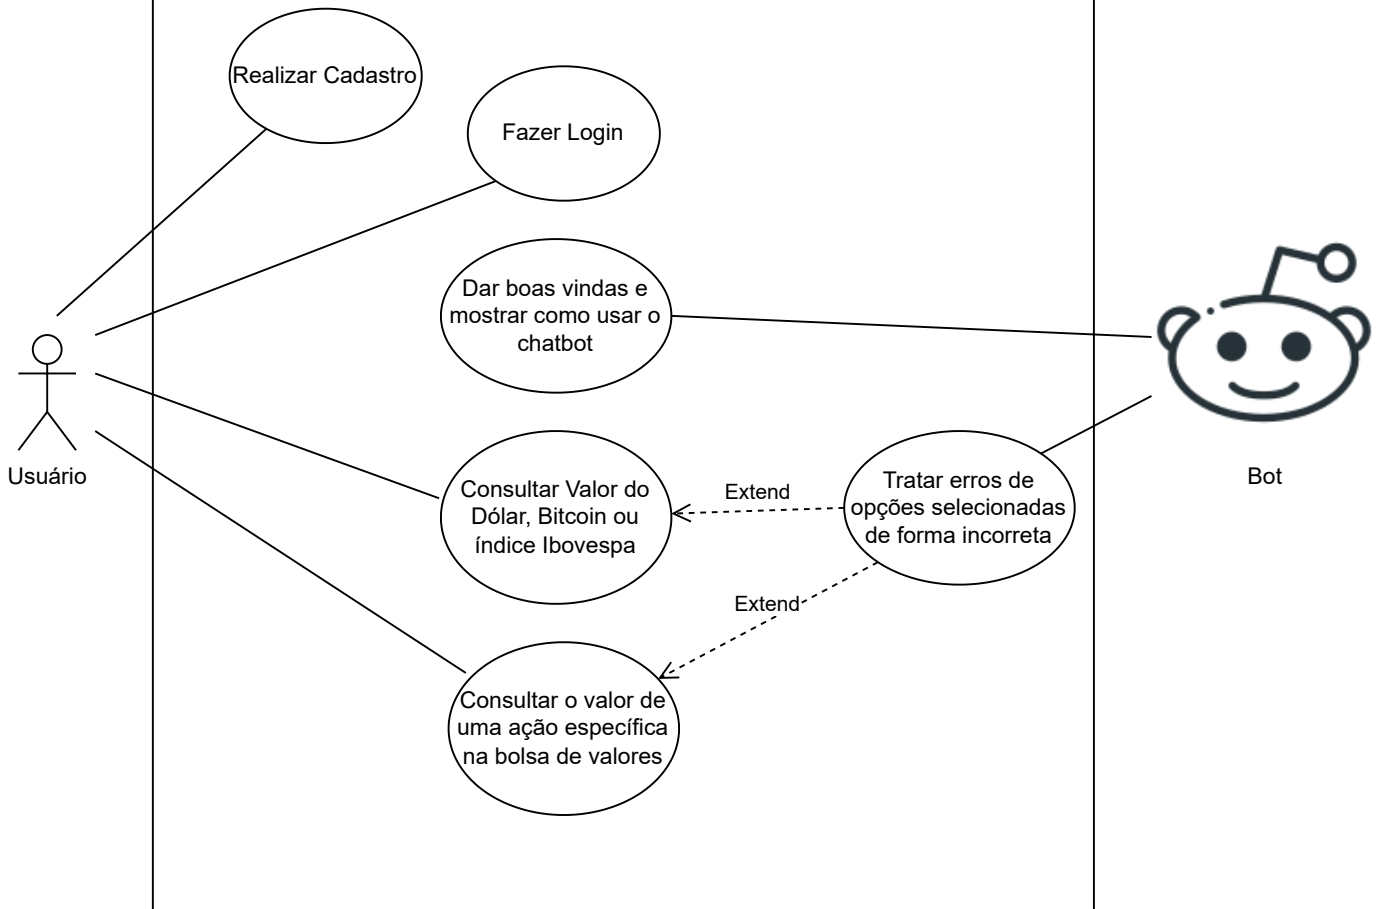 Realizar Cadastro
Fazer Login
Dar boas vindas e
mostrar como usar o
chatbot
Usuário
Bot
Consultar Valor do
Dólar, Bitcoin ou
índice Ibovespa
Extend
Tratar erros de
opções selecionadas
de forma incorreta
Extend
Consultar o valor de
uma ação específica
na bolsa de valores